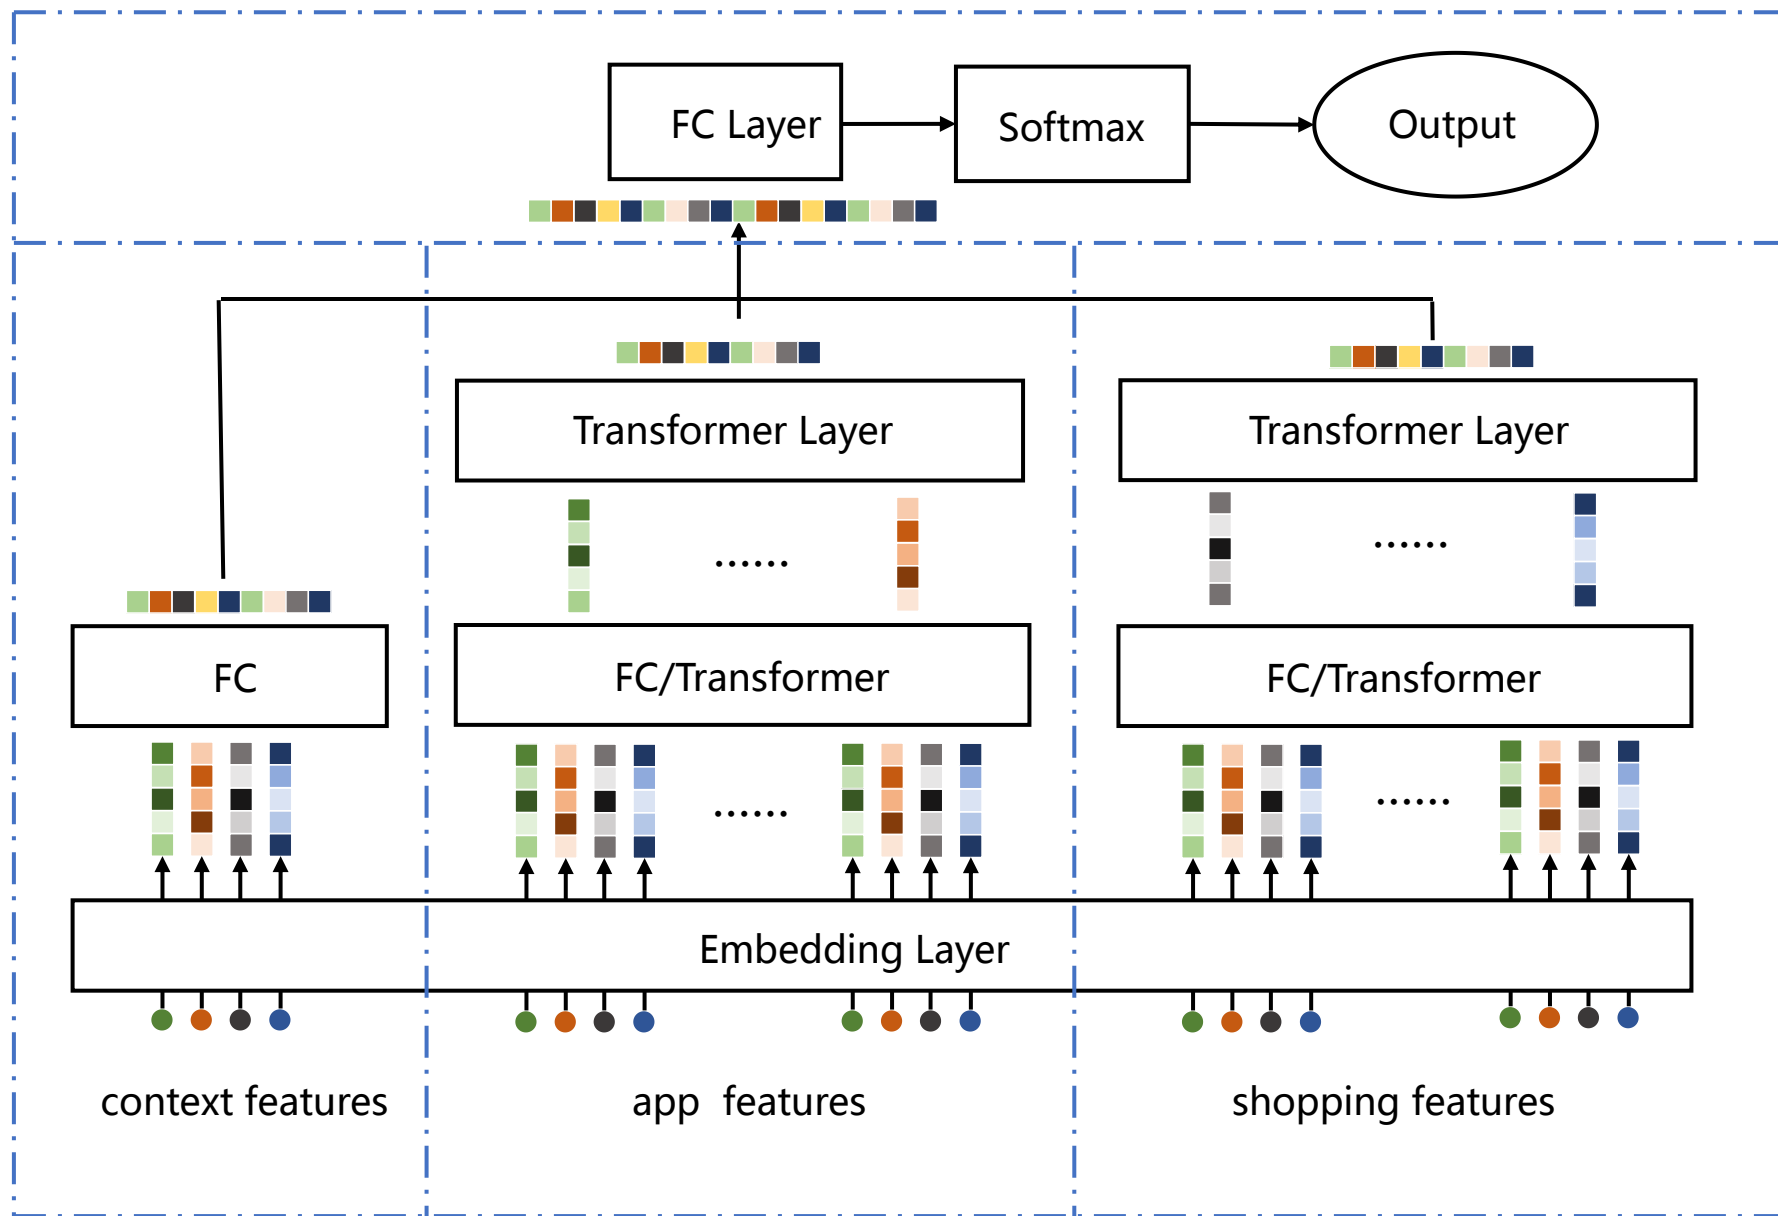 FC Layer
Softmax
Output
Transformer Layer
Transformer Layer
......
......
FC
FC/Transformer
FC/Transformer
......
......
Embedding Layer
context features
app features
shopping features